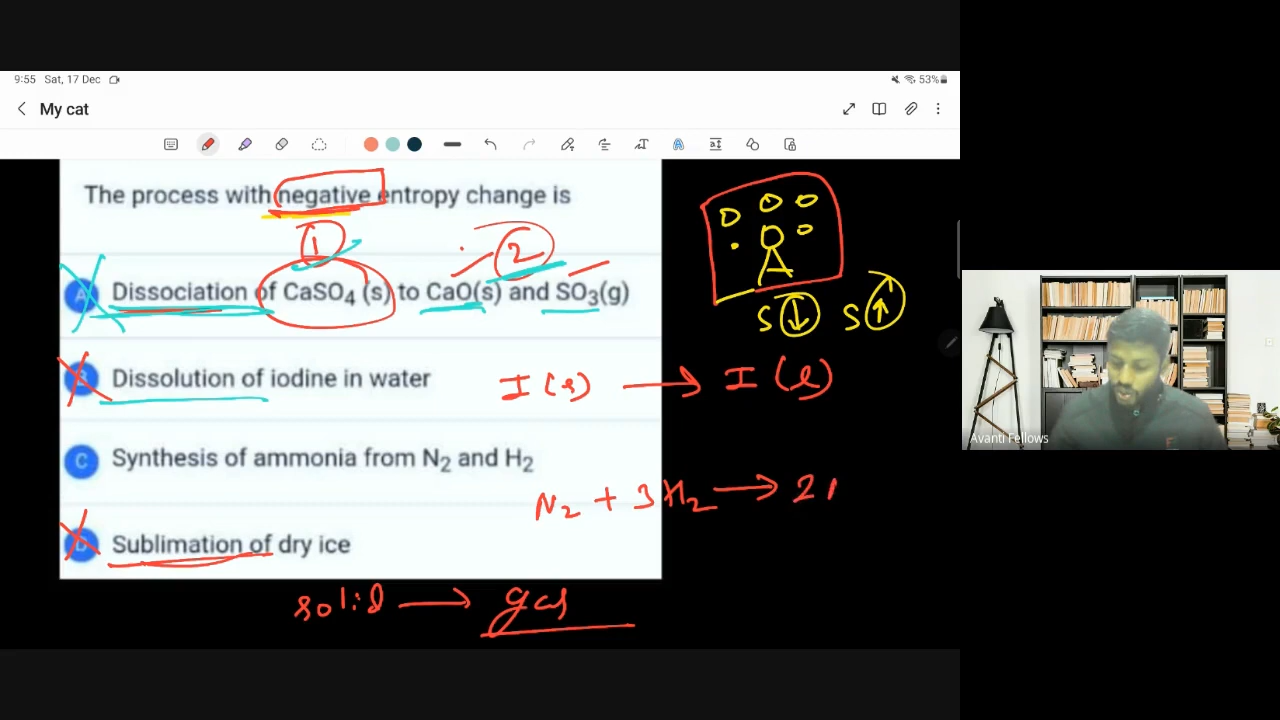 9:55 Sat, 17 Dec 53%
My cat
The process with negative entropy change is
1
2
A Dissociation of CaSO4 (s) to CaO(s) and SO3(g)
S ↓ S ↑
B Dissolution of iodine in water
I (s) → I (l)
C Synthesis of ammonia from N2 and H2
N2 + 3H2 → 2
D Sublimation of dry ice
solid → gas
Avanti Fellows